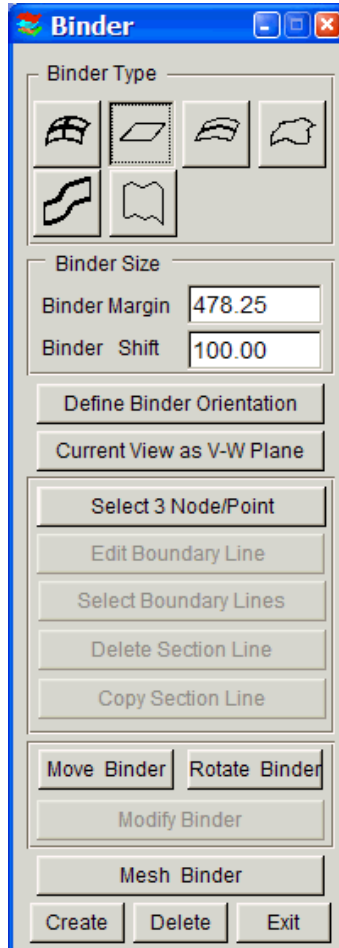 Binder
Binder Type
Binder Size
Binder Margin 478.25
Binder Shift 100.00
Define Binder Orientation
Current View as V-W Plane
Select 3 Node/Point
Edit Boundary Line
Select Boundary Lines
Delete Section Line
Copy Section Line
Move Binder Rotate Binder
Modify Binder
Mesh Binder
Create Delete Exit